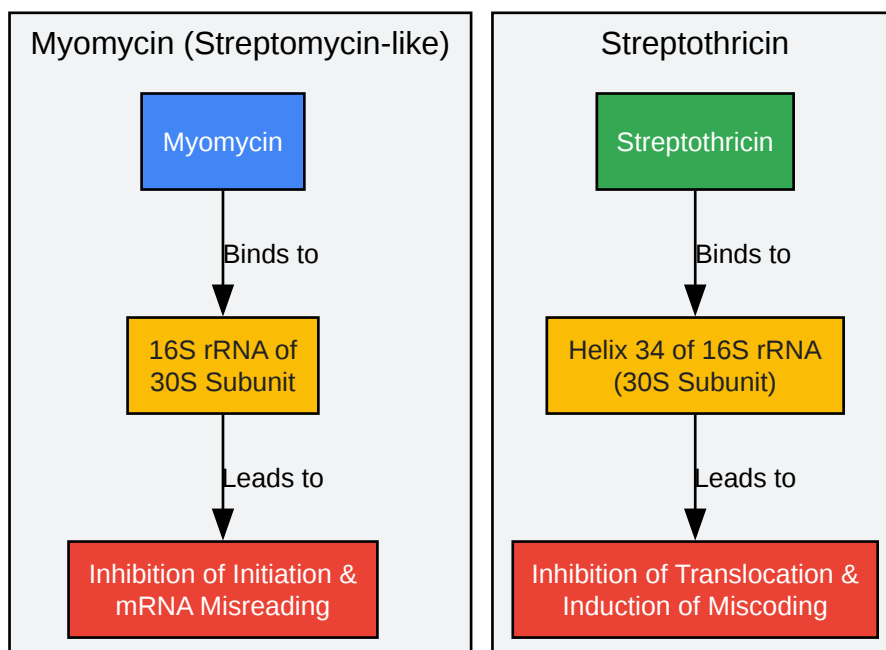 Myomycin (Streptomycin-like)
Myomycin
Binds to
16S rRNA of
30S Subunit
Leads to
Inhibition of Initiation &
mRNA Misreading
Streptothricin
Streptothricin
Binds to
Helix 34 of 16S rRNA
(30S Subunit)
Leads to
Inhibition of Translocation &
Induction of Miscoding